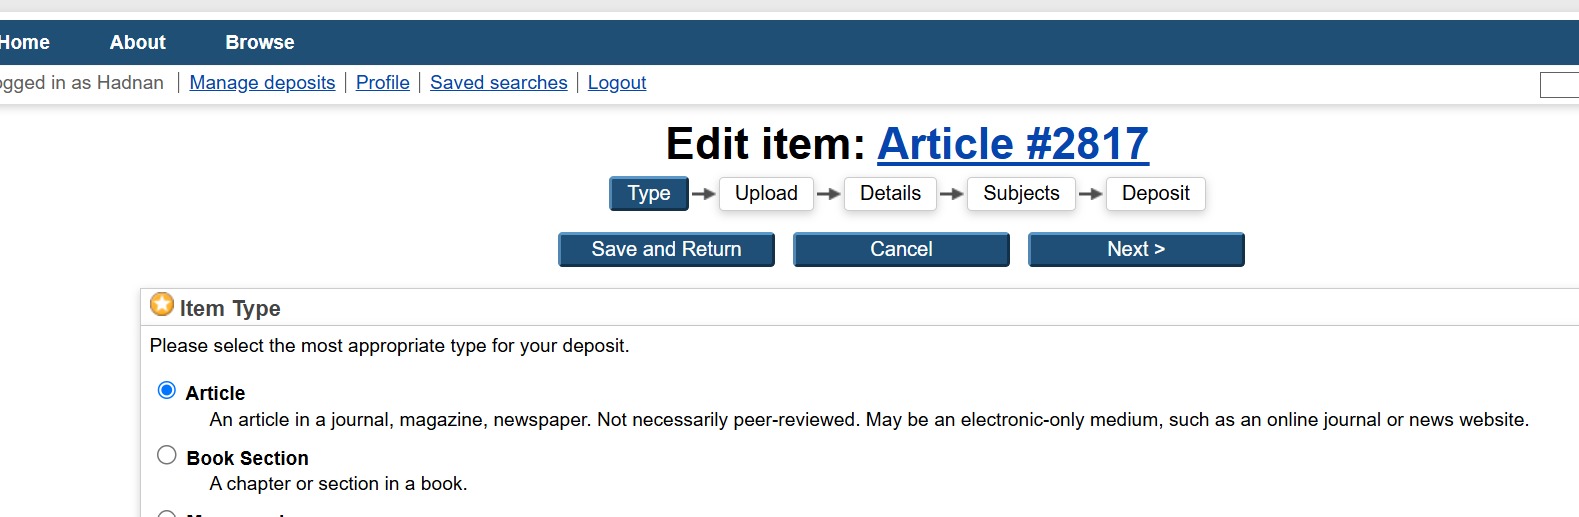 Home About Browse
ogged in as Hadnan | Manage deposits | Profile | Saved searches | Logout
Edit item: Article #2817
Type Upload Details Subjects Deposit
Save and Return Cancel Next >
Item Type
Please select the most appropriate type for your deposit.
Article
An article in a journal, magazine, newspaper. Not necessarily peer-reviewed. May be an electronic-only medium, such as an online journal or news website.
Book Section
A chapter or section in a book.